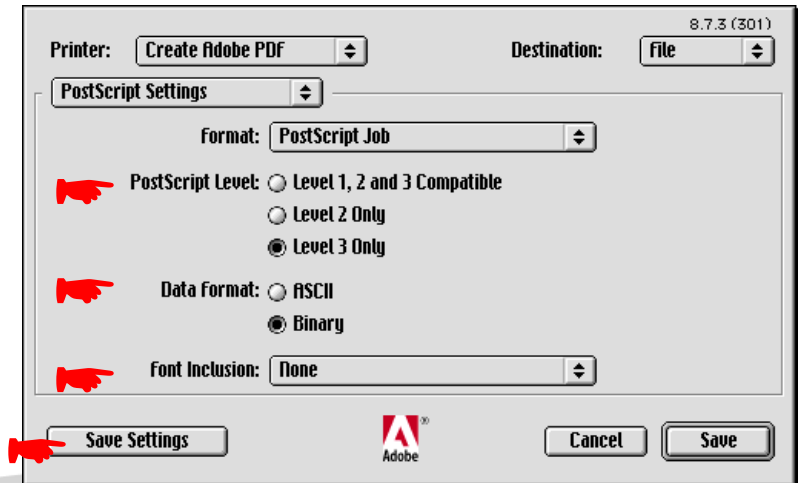 8.7.3 (301)
Printer: Create Adobe PDF Destination: File
PostScript Settings
Format: PostScript Job
PostScript Level: Level 1, 2 and 3 Compatible
Level 2 Only
Level 3 Only
Data Format: ASCII
Binary
Font Inclusion: None
Save Settings Adobe ® Cancel Save